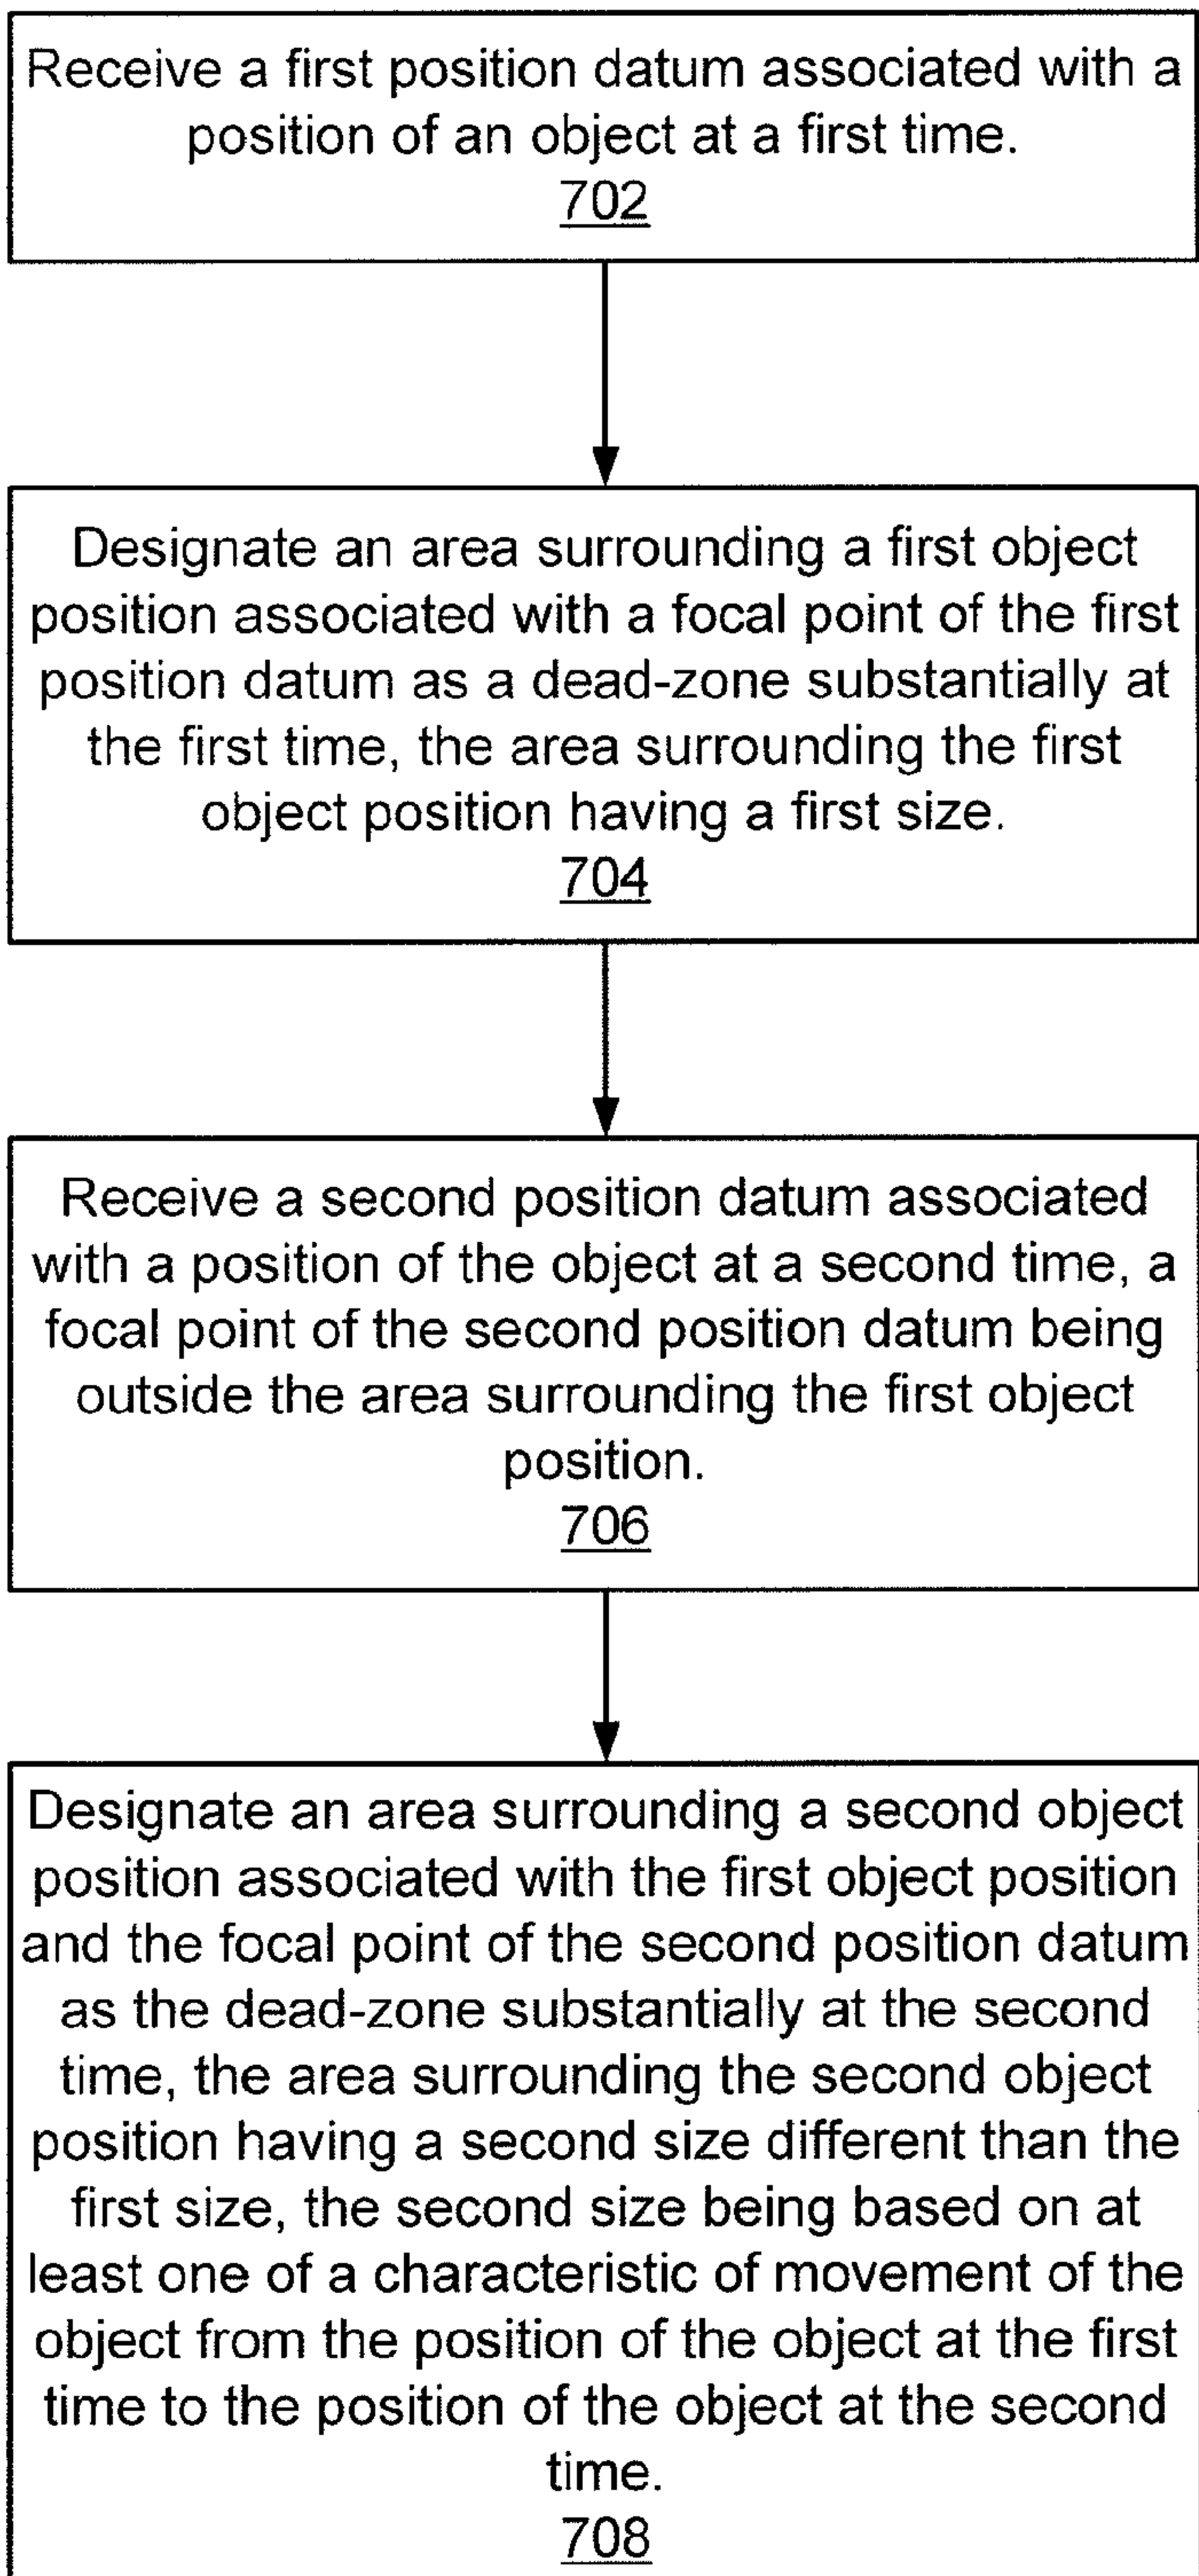 Receive a first position datum associated with a
position of an object at a first time.
702
Designate an area surrounding a first object
position associated with a focal point of the first
position datum as a dead-zone substantially at
the first time, the area surrounding the first
object position having a first size.
704
Receive a second position datum associated
with a position of the object at a second time, a
focal point of the second position datum being
outside the area surrounding the first object
position.
706
Designate an area surrounding a second object
position associated with the first object position
and the focal point of the second position datum
as the dead-zone substantially at the second
time, the area surrounding the second object
position having a second size different than the
first size, the second size being based on at
least one of a characteristic of movement of the
object from the position of the object at the first
time to the position of the object at the second
time.
708